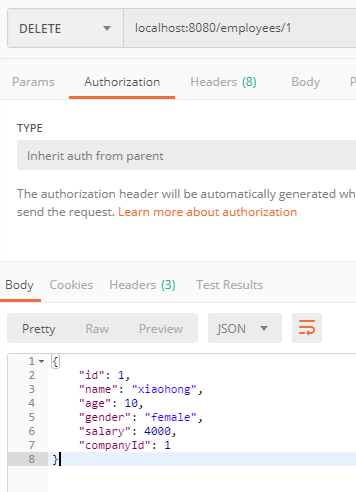 DELETE localhost:8080/employees/1
Params Authorization Headers (8) Body P
TYPE
Inherit auth from parent
The authorization header will be automatically generated wh
send the request. Learn more about authorization
Body Cookies Headers (3) Test Results
Pretty Raw Preview JSON
1 {
2 "id": 1,
3 "name": "xiaohong",
4 "age": 10,
5 "gender": "female",
6 "salary": 4000,
7 "companyId": 1
8 }